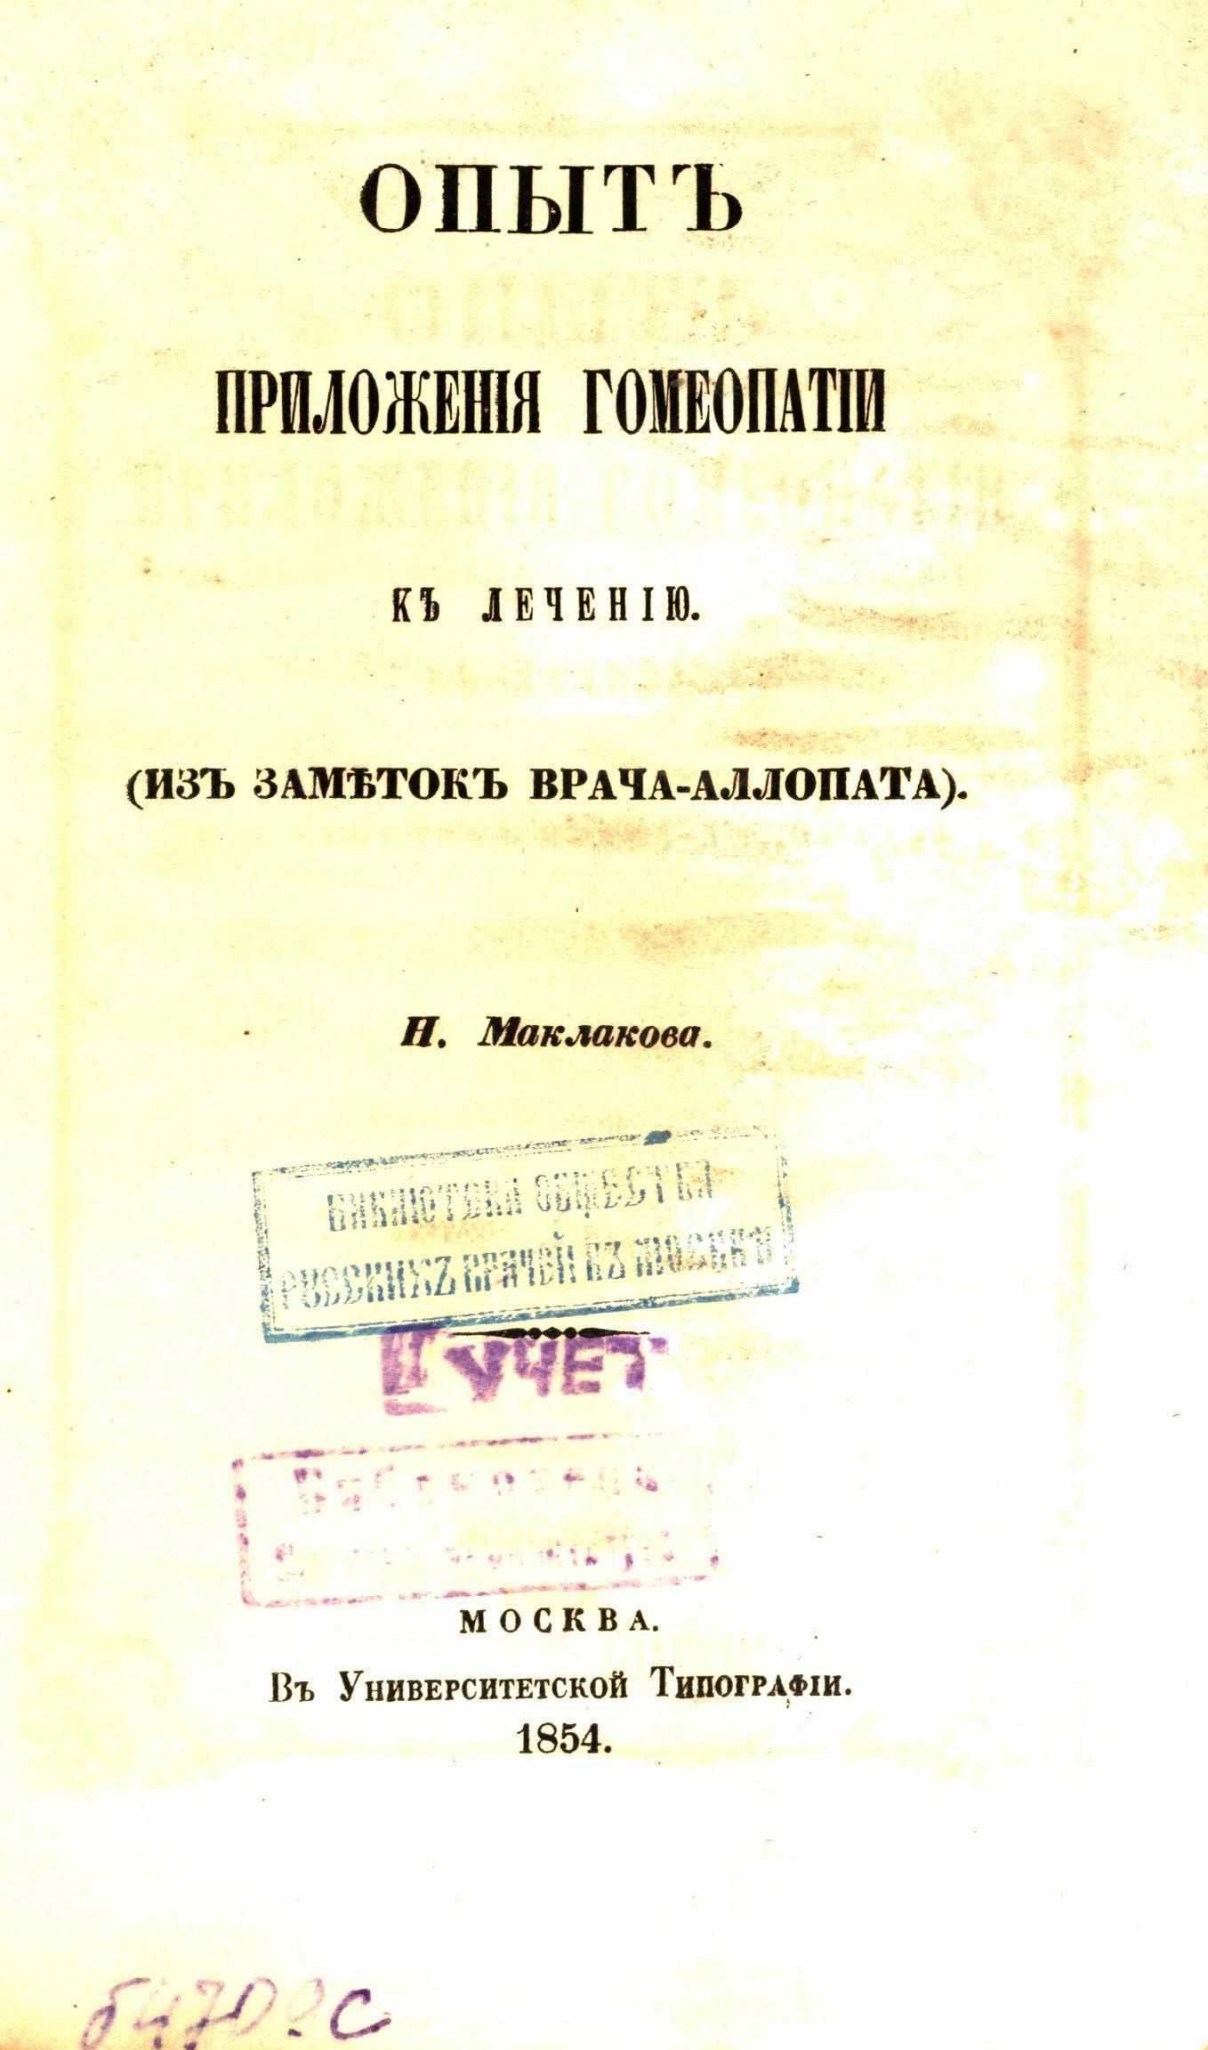 ОПЫТЪ
ПРИЛОЖЕНІЯ ГОМЕОПАТІИ
КЪ ЛЕЧЕНІЮ.
(ИЗЪ ЗАМѢТОКЪ ВРАЧА-АЛЛОПАТА).
Н. Маклакова.
БИБЛІОТЕКА ОБЩЕСТВА
РУССКИХЪ ВРАЧЕЙ ВЪ МОСКВѢ
УЧЕТ
Библиотека
МОСКВА.
Въ Университетской Типографіи.
1854.